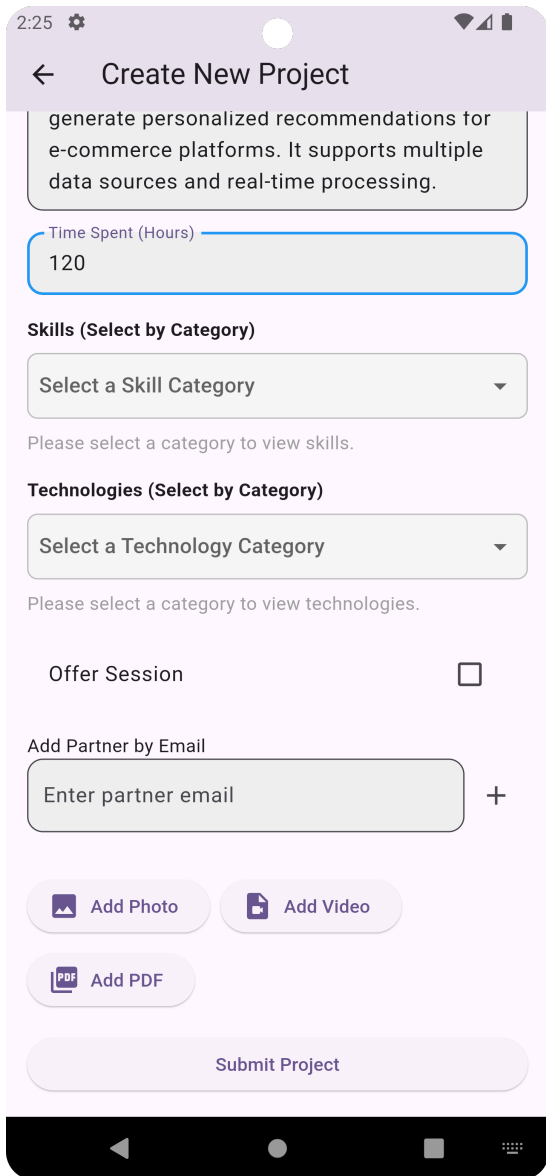 2:25
Create New Project
generate personalized recommendations for
e-commerce platforms. It supports multiple
data sources and real-time processing.
Time Spent (Hours)
120
Skills (Select by Category)
Select a Skill Category
Please select a category to view skills.
Technologies (Select by Category)
Select a Technology Category
Please select a category to view technologies.
Offer Session
Add Partner by Email
Enter partner email
Add Photo
Add Video
PDF
Add PDF
Submit Project